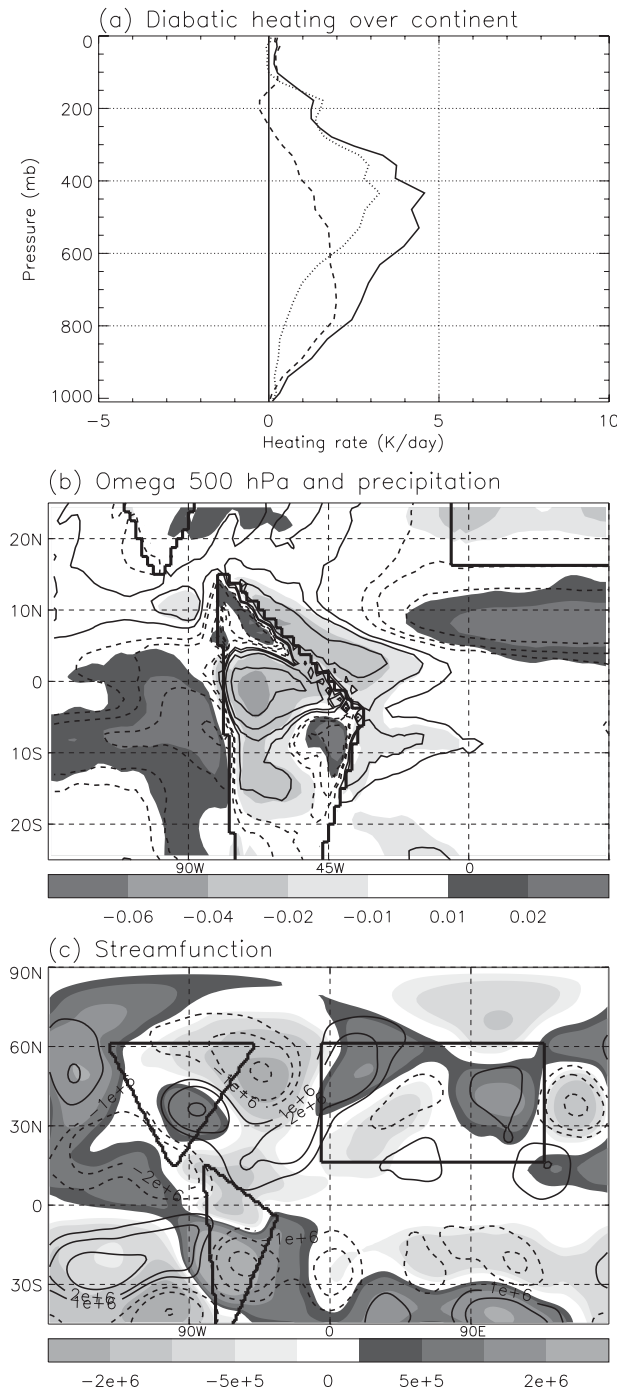 (a) Diabatic heating over continent
0
200
400
600
800
1000
Pressure (mb)
-5 0 5 10
Heating rate (K/day)
(b) Omega 500 hPa and precipitation
20N
10N
0
10S
20S
90W 45W 0
-0.06 -0.04 -0.02 -0.01 0.01 0.02
(c) Streamfunction
90N
60N
30N
0
30S
1e+6
-2e+6
1e+6
2e+6
-2e+6
1e+6
2e+6
1e+6
1e+6
90W 0 90E
-2e+6 -5e+5 0 5e+5 2e+6